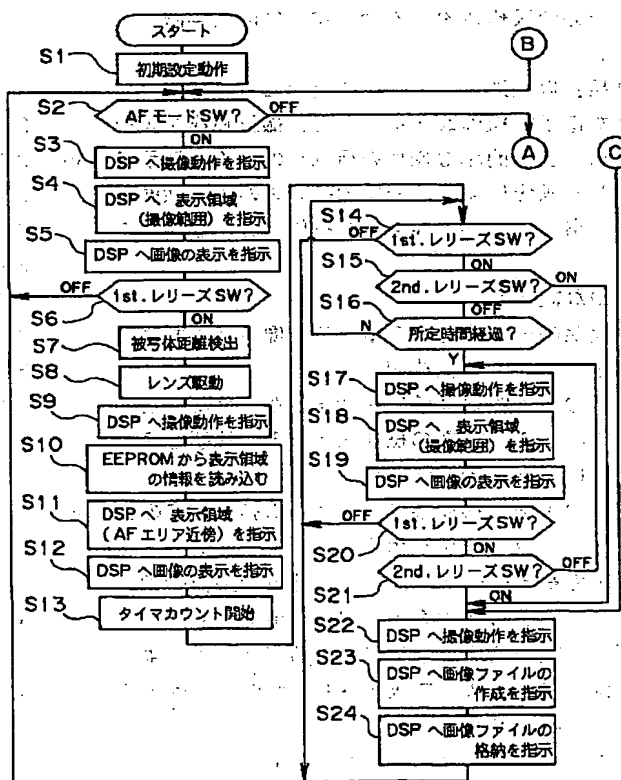 スタート
S1
初期設定動作
B
S2
AFモードSW?
OFF
ON
A
C
S3
DSPへ撮像動作を指示
S4
DSPへ 表示領域
(撮像範囲)を指示
S5
DSPへ画像の表示を指示
S6
OFF
1st.レリーズSW?
ON
S7
被写体距離検出
S8
レンズ駆動
S9
DSPへ撮像動作を指示
S10
EEPROMから表示領域
の情報を読み込む
S11
DSPへ 表示領域
(AFエリア近傍)を指示
S12
DSPへ画像の表示を指示
S13
タイマカウント開始
S14
OFF
1st.レリーズSW?
ON
S15
2nd.レリーズSW?
ON
OFF
S16
N
所定時間経過?
Y
S17
DSPへ撮像動作を指示
S18
DSPへ 表示領域
(撮像範囲)を指示
S19
DSPへ画像の表示を指示
OFF
1st.レリーズSW?
S20
ON
2nd.レリーズSW?
OFF
S21
ON
S22
DSPへ撮像動作を指示
S23
DSPへ画像ファイルの
作成を指示
S24
DSPへ画像ファイルの
格納を指示